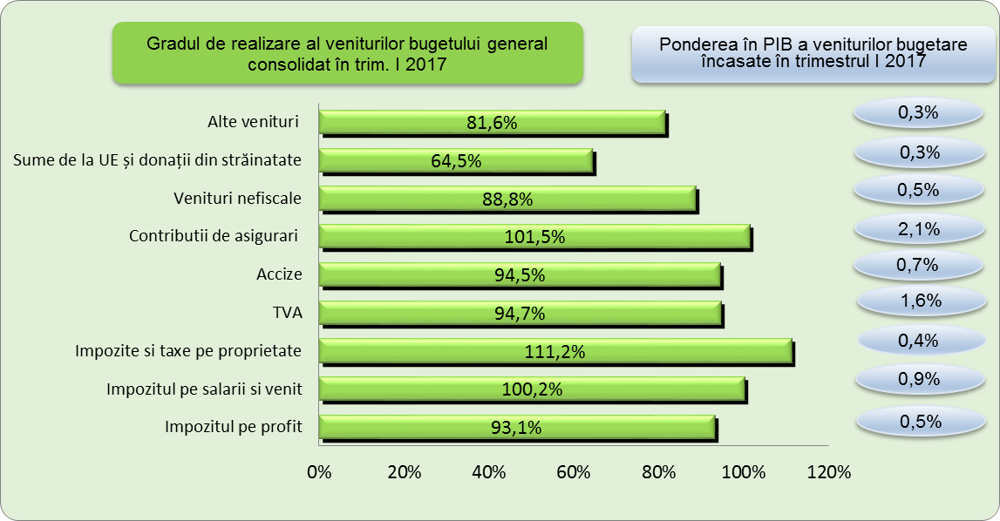 Gradul de realizare al veniturilor bugetului general
consolidat în trim. I 2017
Ponderea în PIB a veniturilor bugetare
încasate în trimestrul I 2017
Alte venituri 81,6% 0,3%
Sume de la UE și donații din străinatate 64,5% 0,3%
Venituri nefiscale 88,8% 0,5%
Contributii de asigurari 101,5% 2,1%
Accize 94,5% 0,7%
TVA 94,7% 1,6%
Impozite si taxe pe proprietate 111,2% 0,4%
Impozitul pe salarii si venit 100,2% 0,9%
Impozitul pe profit 93,1% 0,5%
0% 20% 40% 60% 80% 100% 120%